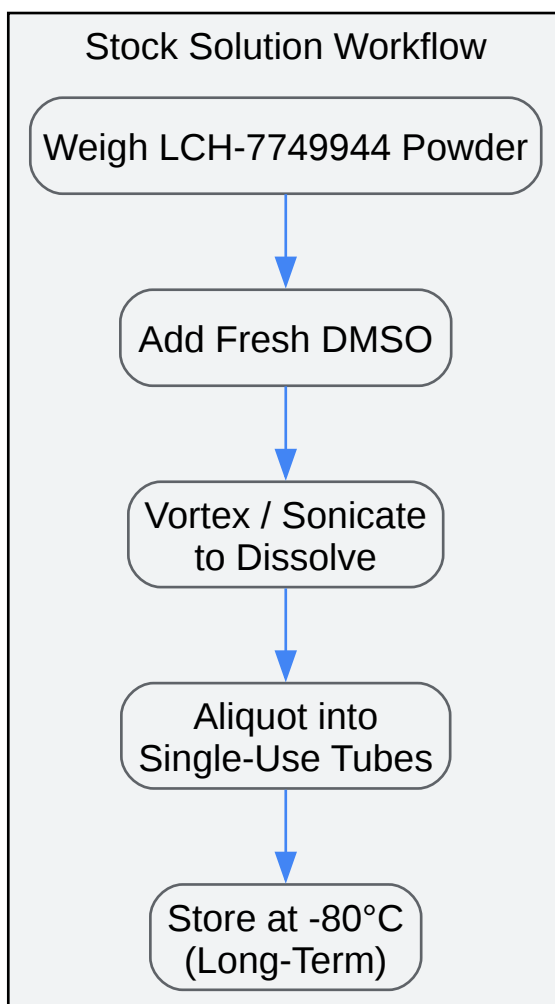 Stock Solution Workflow
Weigh LCH-7749944 Powder
Add Fresh DMSO
Vortex / Sonicate
to Dissolve
Aliquot into
Single-Use Tubes
Store at -80°C
(Long-Term)